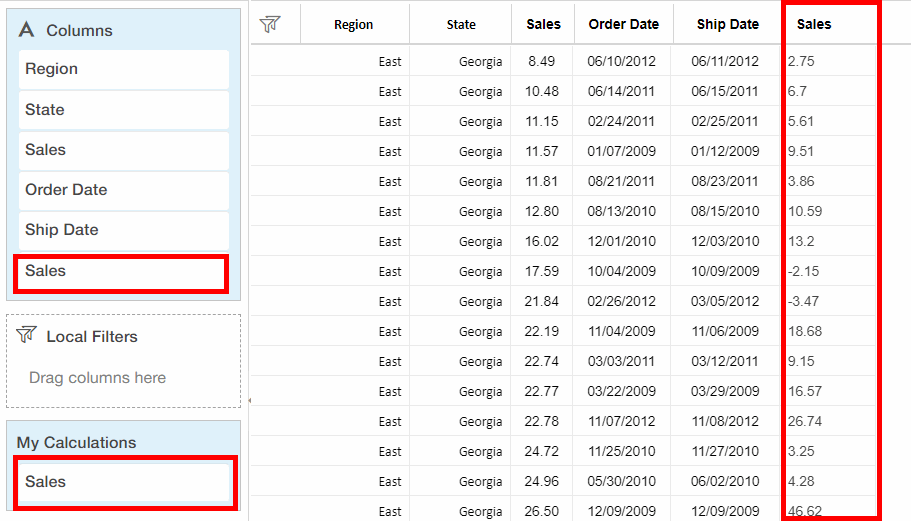 Columns
Region
State
Sales
Order Date
Ship Date
Sales
Local Filters
Drag columns here
My Calculations
Sales
Region State Sales Order Date Ship Date Sales
East Georgia 8.49 06/10/2012 06/11/2012 2.75
East Georgia 10.48 06/14/2011 06/15/2011 6.7
East Georgia 11.15 02/24/2011 02/25/2011 5.61
East Georgia 11.57 01/07/2009 01/12/2009 9.51
East Georgia 11.81 08/21/2011 08/23/2011 3.86
East Georgia 12.80 08/13/2010 08/15/2010 10.59
East Georgia 16.02 12/01/2010 12/03/2010 13.2
East Georgia 17.59 10/04/2009 10/09/2009 -2.15
East Georgia 21.84 02/26/2012 03/05/2012 -3.47
East Georgia 22.19 11/04/2009 11/06/2009 18.68
East Georgia 22.74 03/03/2011 03/12/2011 9.15
East Georgia 22.77 03/22/2009 03/29/2009 16.57
East Georgia 22.78 11/07/2012 11/08/2012 26.74
East Georgia 24.72 11/25/2010 11/27/2010 3.25
East Georgia 24.96 05/30/2010 06/02/2010 4.28
East Georgia 26.50 12/09/2009 12/09/2009 46.62